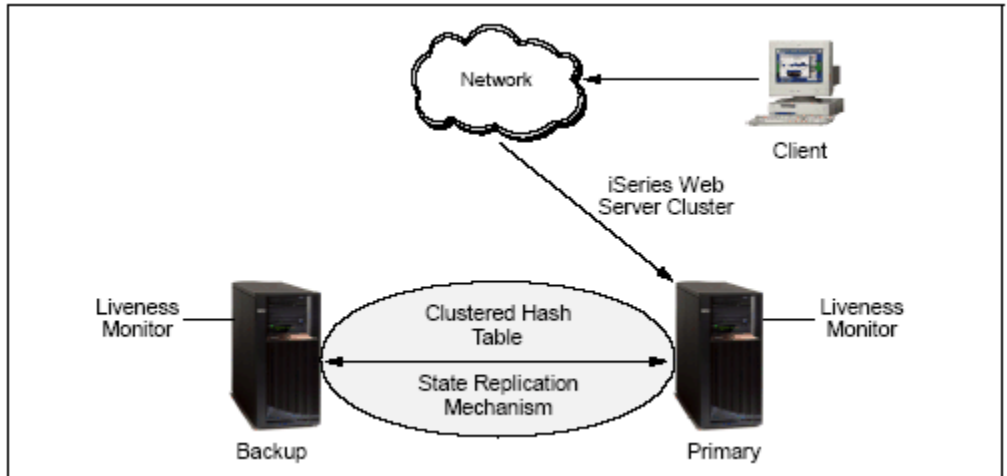 Network
Client
iSeries Web
Server Cluster
Liveness
Monitor
Clustered Hash
Table
State Replication
Mechanism
Liveness
Monitor
Backup
Primary